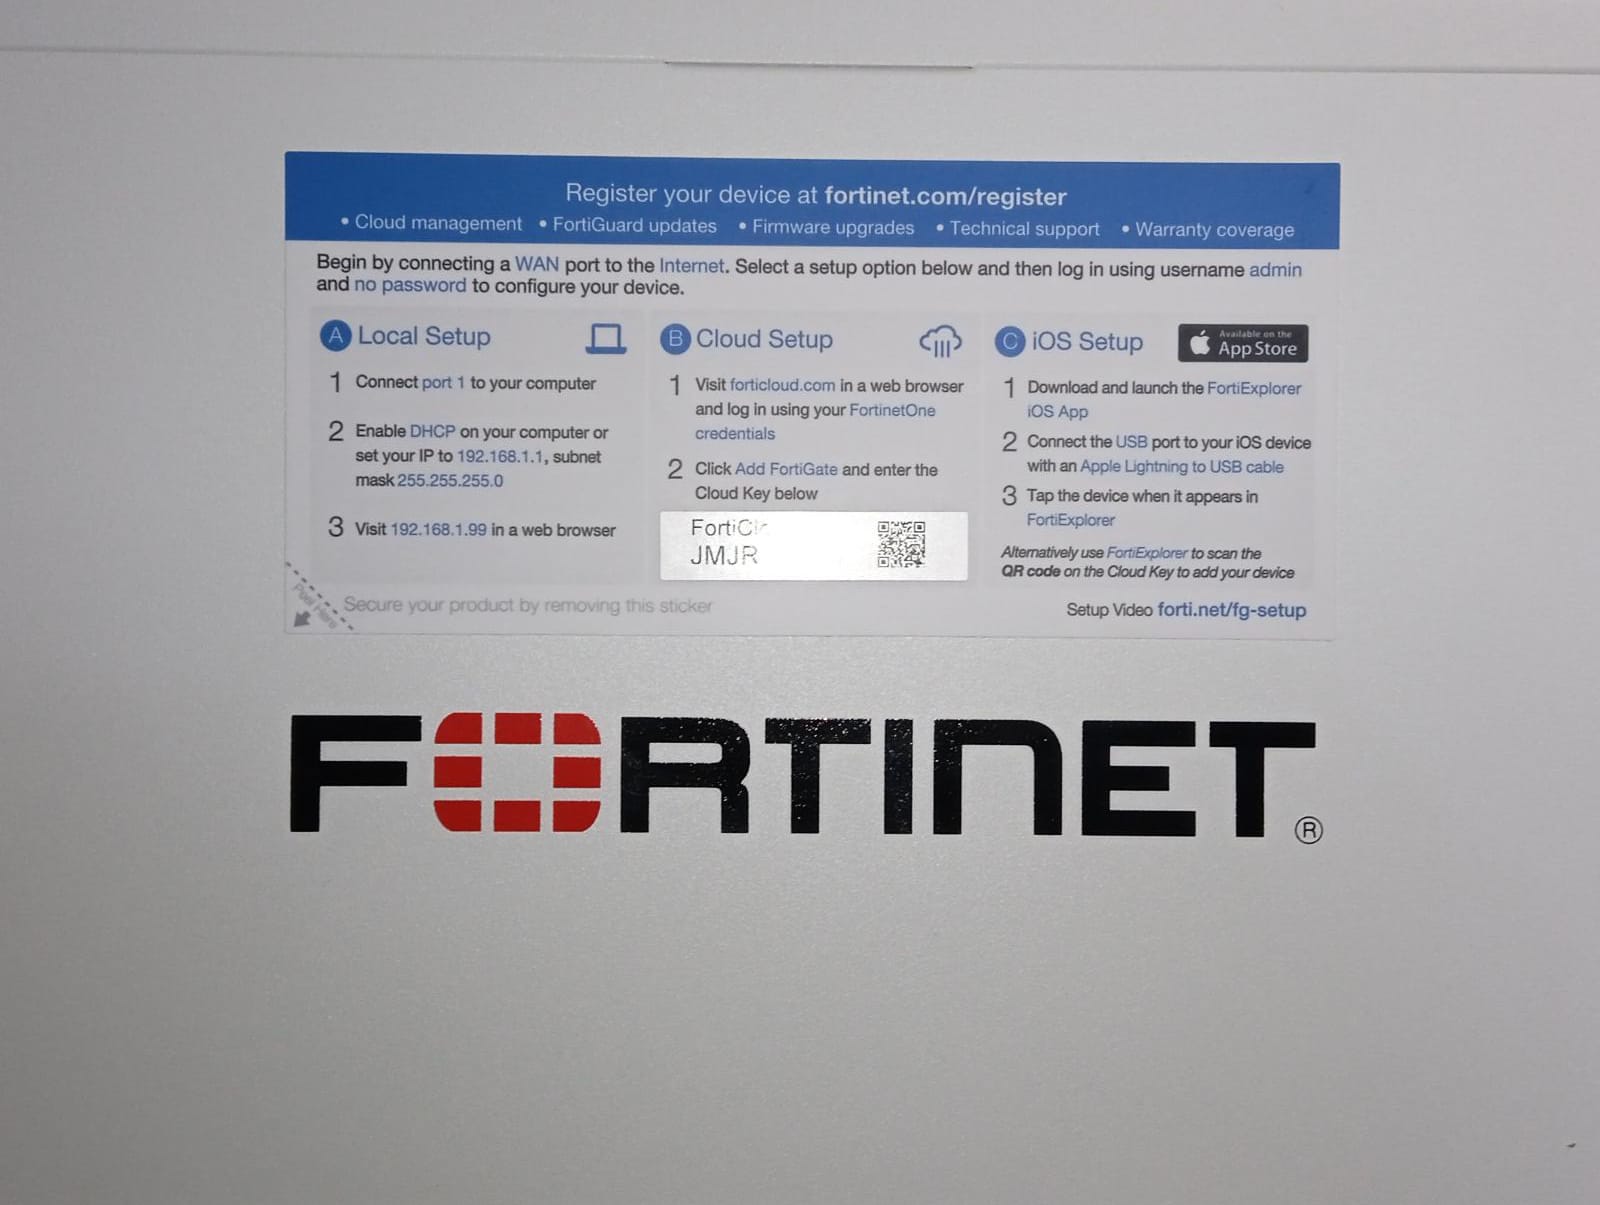 Register your device at fortinet.com/register
• Cloud management • FortiGuard updates • Firmware upgrades • Technical support • Warranty coverage
Begin by connecting a WAN port to the Internet. Select a setup option below and then log in using username admin
and no password to configure your device.
A Local Setup
1 Connect port 1 to your computer
2 Enable DHCP on your computer or
set your IP to 192.168.1.1, subnet
mask 255.255.255.0
3 Visit 192.168.1.99 in a web browser
B Cloud Setup
1 Visit forticloud.com in a web browser
and log in using your FortinetOne
credentials
2 Click Add FortiGate and enter the
Cloud Key below
JMJR
C iOS Setup
Available on the
App Store
1 Download and launch the FortiExplorer
iOS App
2 Connect the USB port to your iOS device
with an Apple Lightning to USB cable
3 Tap the device when it appears in
FortiExplorer
Alternatively use FortiExplorer to scan the
QR code on the Cloud Key to add your device
Peel Here
Secure your product by removing this sticker
Setup Video forti.net/fg-setup
FORTINET®